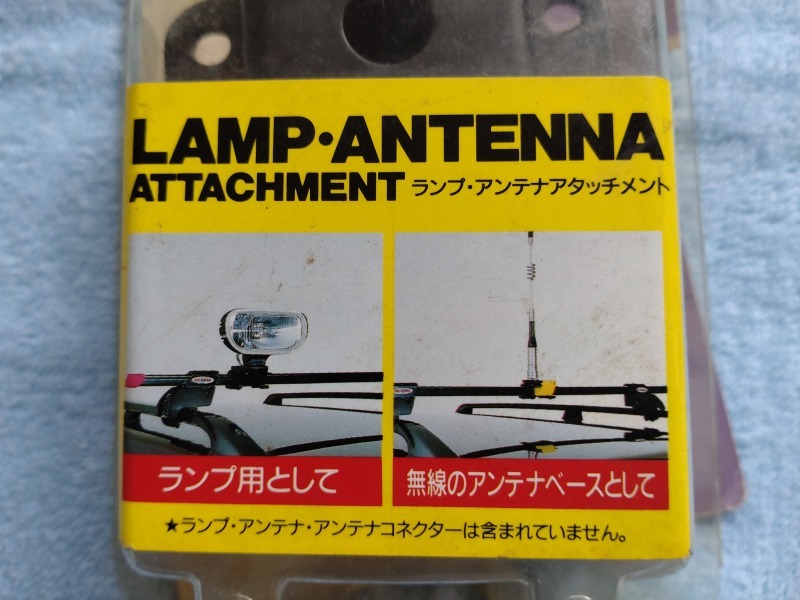 LAMP・ANTENNA
ATTACHMENT ランプ・アンテナアタッチメント
ランプ用として
無線のアンテナベースとして
★ランプ・アンテナ・アンテナコネクターは含まれていません。